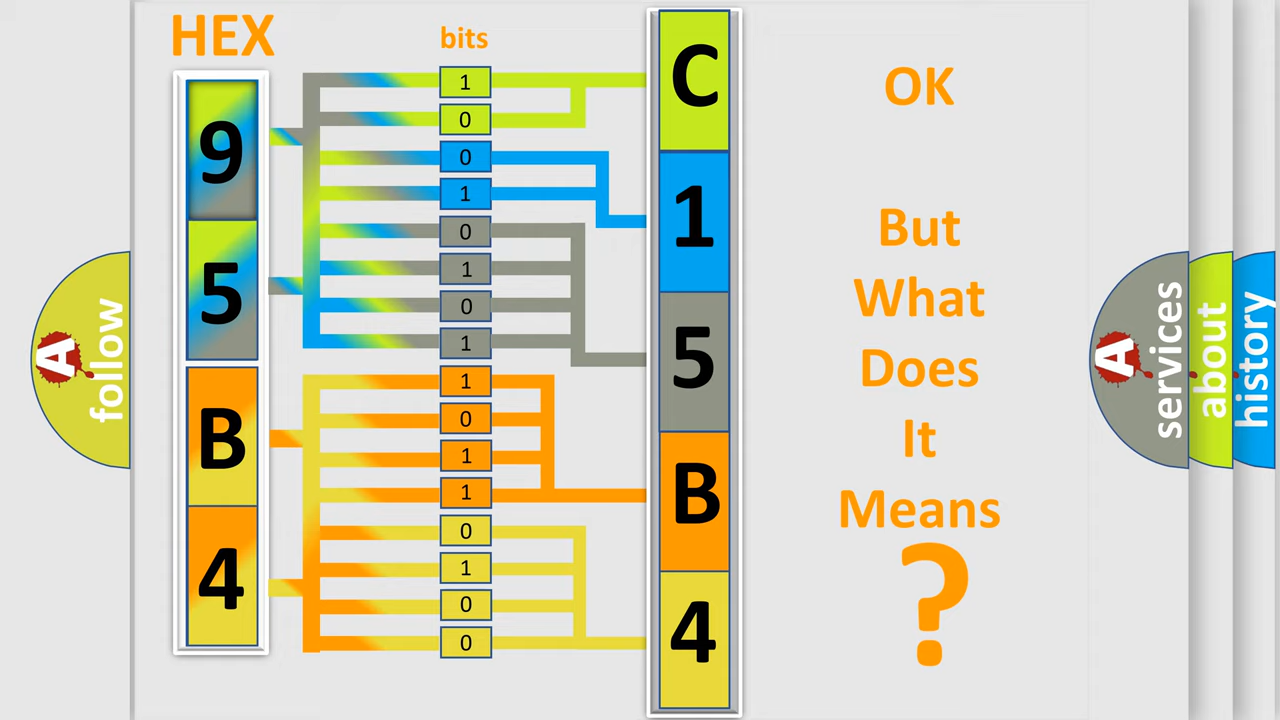 HEX
bits
9
5
B
4
1
0
0
1
0
1
0
1
1
0
1
1
0
1
0
0
C
1
5
B
4
OK
But
What
Does
It
Means
?
A
follow
A
services
about
history